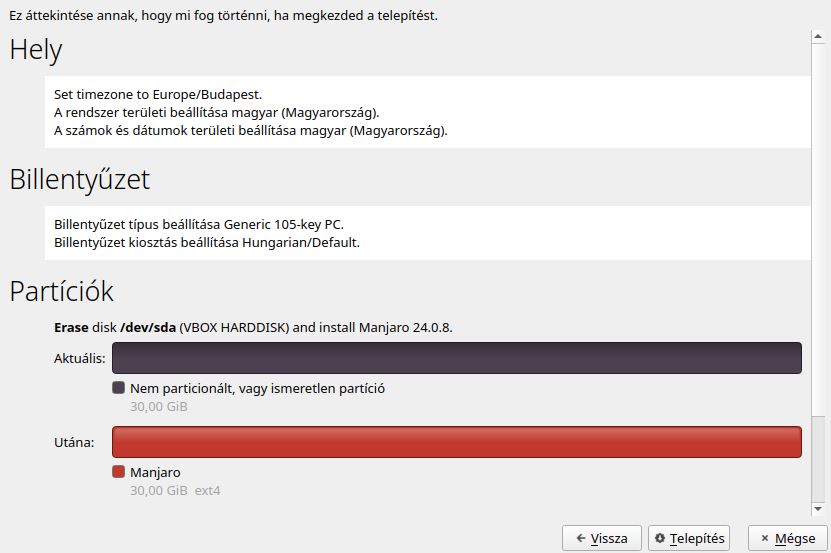 Ez áttekintése annak, hogy mi fog történni, ha megkezded a telepítést.
Hely
Set timezone to Europe/Budapest.
A rendszer területi beállítása magyar (Magyarország).
A számok és dátumok területi beállítása magyar (Magyarország).
Billentyűzet
Billentyűzet típus beállítása Generic 105-key PC.
Billentyűzet kiosztás beállítása Hungarian/Default.
Partíciók
Erase disk /dev/sda (VBOX HARDDISK) and install Manjaro 24.0.8.
Aktuális:
Nem particionált, vagy ismeretlen partíció
30,00 GiB
Utána:
Manjaro
30,00 GiB ext4
Vissza Telepítés Mégse